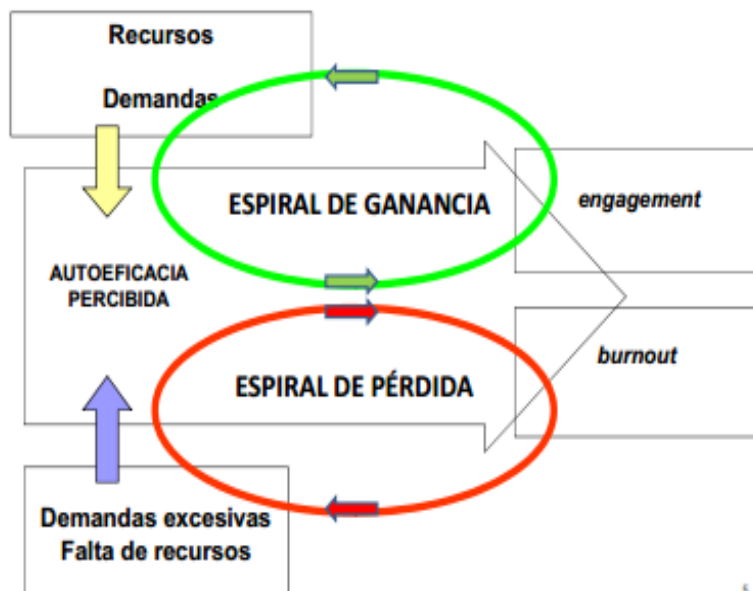 Recursos
Demandas
ESPIRAL DE GANANCIA
engagement
AUTOEFICACIA
PERCIBIDA
ESPIRAL DE PÉRDIDA
burnout
Demandas excesivas
Falta de recursos